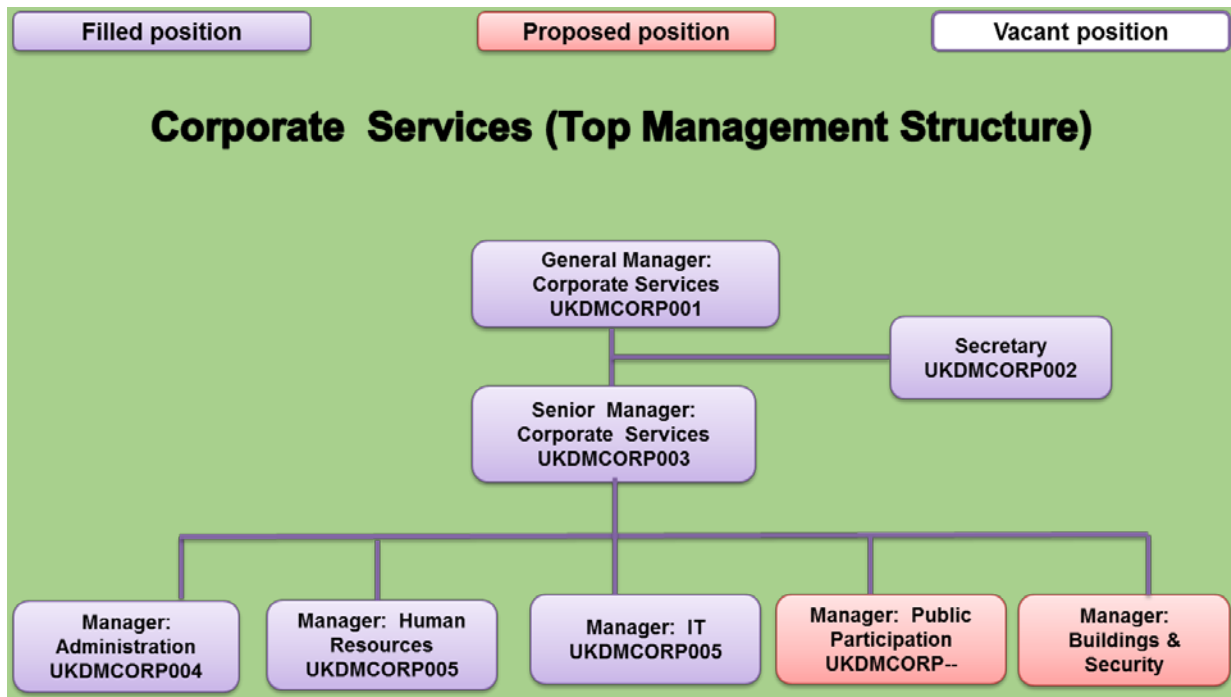 Filled position
Proposed position
Vacant position
Corporate Services (Top Management Structure)
General Manager:
Corporate Services
UKDMCORP001
Secretary
UKDMCORP002
Senior Manager:
Corporate Services
UKDMCORP003
Manager:
Administration
UKDMCORP004
Manager: Human
Resources
UKDMCORP005
Manager: IT
UKDMCORP005
Manager: Public
Participation
UKDMCORP--
Manager:
Buildings &
Security